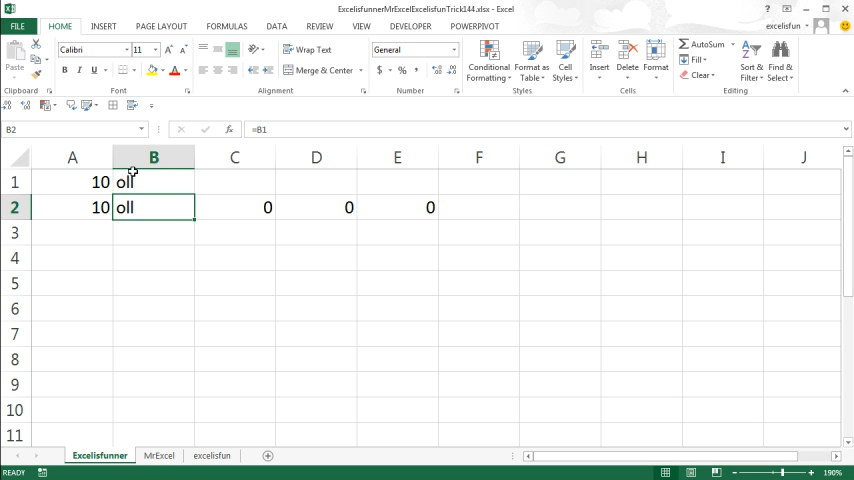 ExcelisfunnerMrExcelExcelisfunTrick144.xlsx - Excel
FILE HOME INSERT PAGE LAYOUT FORMULAS DATA REVIEW VIEW DEVELOPER POWERPIVOT excelisfun
Paste Calibri 11 Wrap Text General Conditional Formatting Format as Table Cell Styles Insert Delete Format AutoSum Sort & Filter Find & Select
B I U A Merge & Center $ % , Fill
Clear
Clipboard Font Alignment Number Styles Cells Editing
B2 fx =B1
A B C D E F G H I J
1 10 oll
2 10 oll 0 0 0
3
4
5
6
7
8
9
10
11
Excelisfunner MrExcel excelisfun
READY 190%